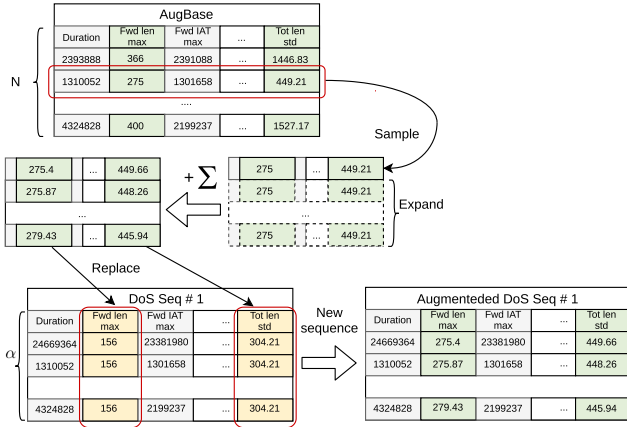 AugBase
Duration Fwd len max Fwd IAT max ... Tot len std
2393888 366 2391088 1446.83
N
1310052 275 1301658 ... 449.21
....
4324828 400 2199237 ... 1527.17
Sample
275.4 ... 449.66
+ Σ
275 ... 449.21
275.87 ... 448.26
275 449.21
...
...
Expand
279.43 ... 445.94
275 ... 449.21
Replace
DoS Seq # 1
New sequence
Augmenteded DoS Seq # 1
Duration Fwd len max Fwd IAT max ... Tot len std
Duration Fwd len max Fwd IAT max ... Tot len std
24669364 156 23381980 ... 304.21
24669364 275.4 23381980 ... 449.66
α
1310052 156 1301658 ... 304.21
1310052 275.87 1301658 ... 448.26
4324828 156 2199237 ... 304.21
4324828 279.43 2199237 ... 445.94